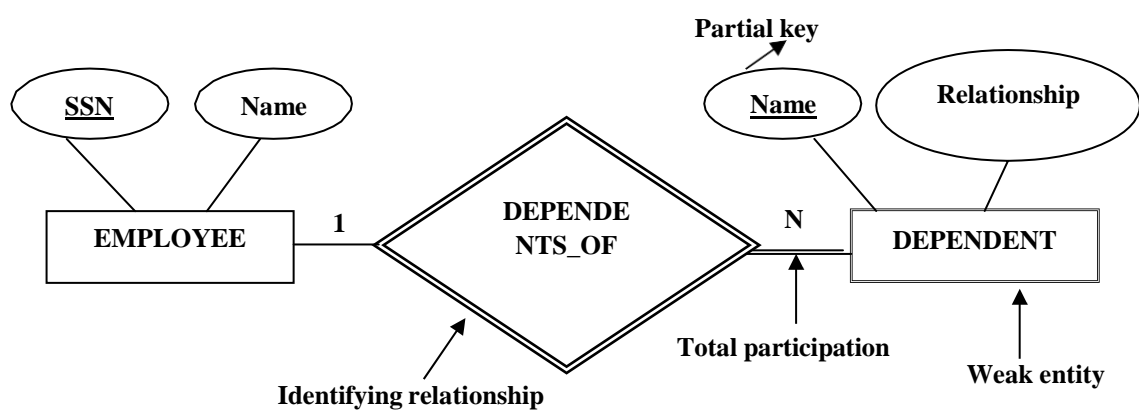 Partial key
SSN
Name
Name
Relationship
EMPLOYEE
1
DEPENDE
NTS_OF
N
DEPENDENT
Total participation
Weak entity
Identifying relationship